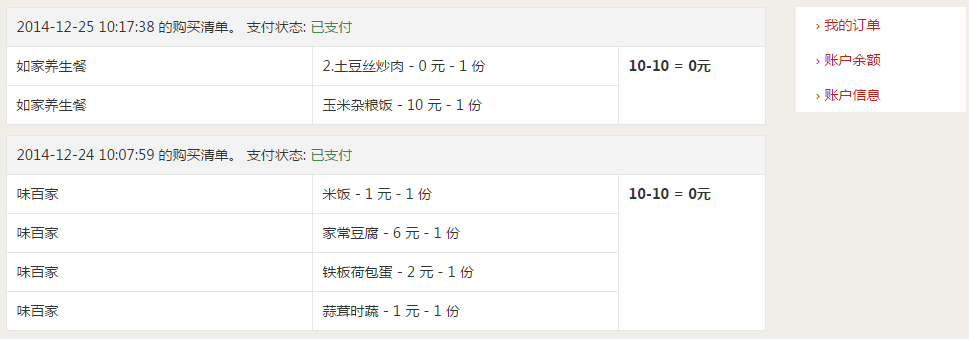 2014-12-25 10:17:38 的购买清单。 支付状态: 已支付
如家养生餐 2.土豆丝炒肉 - 0 元 - 1 份 10-10 = 0元
如家养生餐 玉米杂粮饭 - 10 元 - 1 份
2014-12-24 10:07:59 的购买清单。 支付状态: 已支付
味百家 米饭 - 1 元 - 1 份 10-10 = 0元
味百家 家常豆腐 - 6 元 - 1 份
味百家 铁板荷包蛋 - 2 元 - 1 份
味百家 蒜茸时蔬 - 1 元 - 1 份
› 我的订单
› 账户余额
› 账户信息